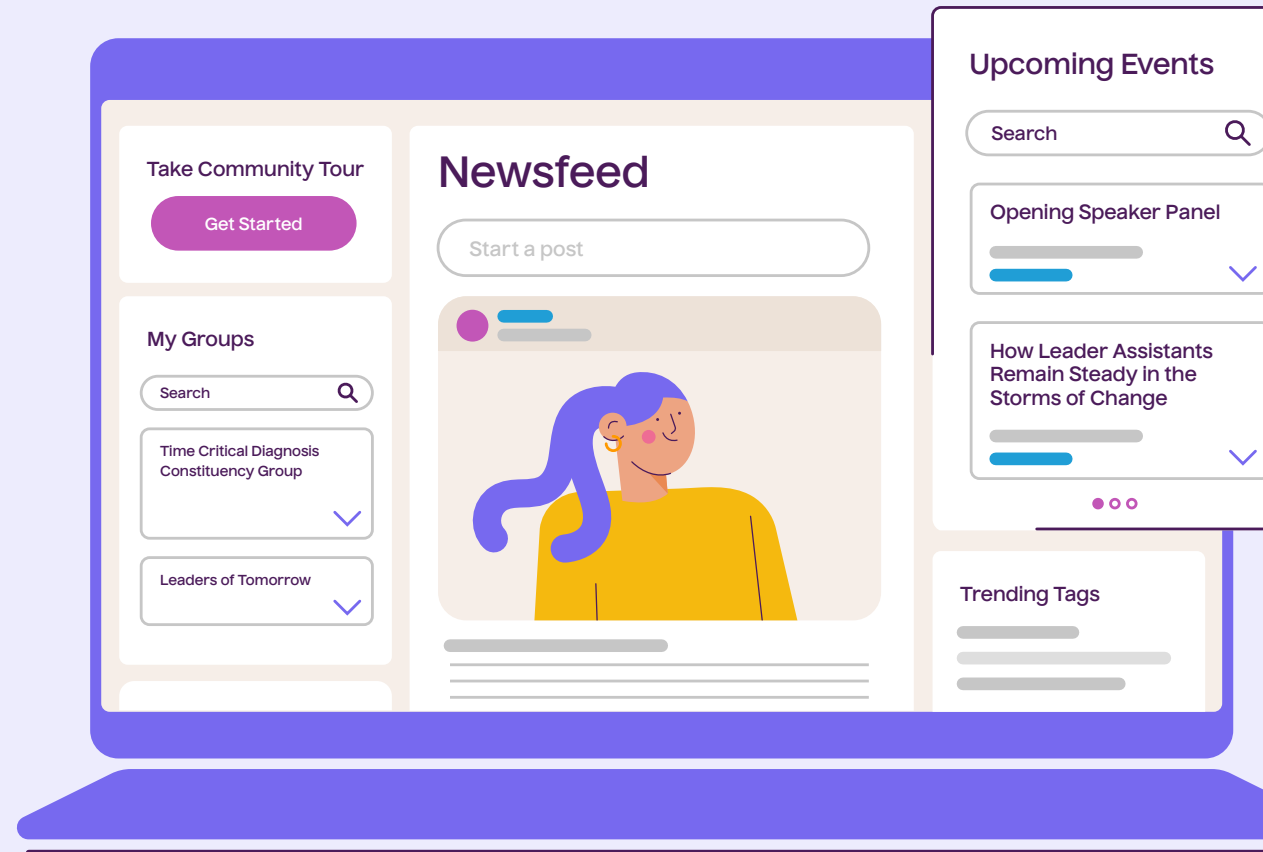 Take Community Tour
Get Started
My Groups
Search
Time Critical Diagnosis
Constituency Group
Leaders of Tomorrow
Newsfeed
Start a post
Upcoming Events
Search
Opening Speaker Panel
How Leader Assistants
Remain Steady in the
Storms of Change
Trending Tags